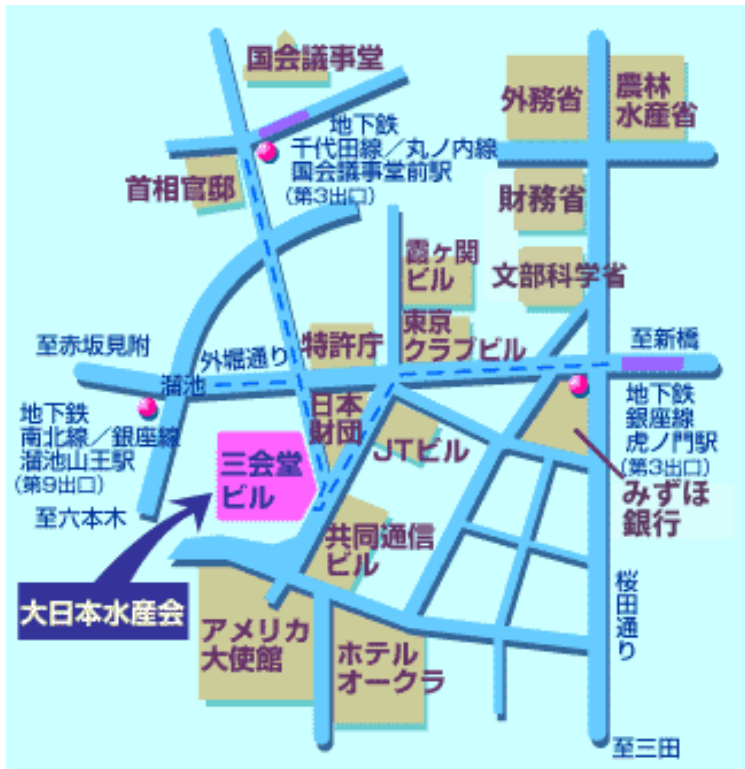 国会議事堂
外務省
農林
水産省
地下鉄
千代田線／丸ノ内線
国会議事堂前駅
(第3出口)
首相官邸
財務省
霞ヶ関
ビル
文部科学省
至赤坂見附
外堀通り
特許庁
東京
クラブビル
至新橋
溜池
地下鉄
南北線／銀座線
溜池山王駅
(第9出口)
日本
財団
JTビル
地下鉄
銀座線
虎ノ門駅
(第3出口)
三会堂
ビル
みずほ
銀行
至六本木
共同通信
ビル
桜田通り
大日本水産会
アメリカ
大使館
ホテル
オークラ
至三田